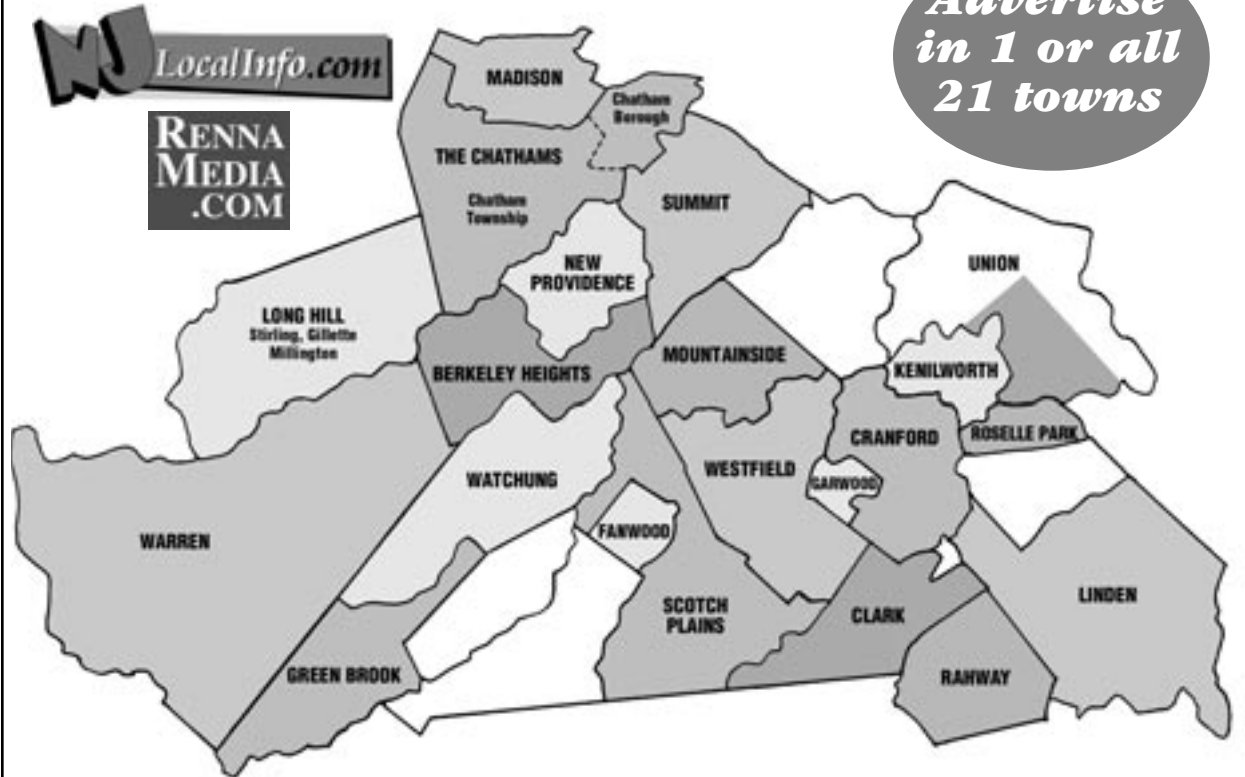 NJ LocalInfo.com
RENNA
MEDIA
.COM
Advertise
in 1 or all
21 towns
MADISON
Chatham
Borough
THE CHATHAMS
Chatham
Township
SUMMIT
NEW
PROVIDENCE
UNION
LONG HILL
Stirling, Gillette
Millington
BERKELEY HEIGHTS
MOUNTAINSIDE
KENILWORTH
CRANFORD
ROSELLE PARK
WATCHUNG
WESTFIELD
GARWOOD
WARREN
FANWOOD
SCOTCH
PLAINS
CLARK
LINDEN
GREEN BROOK
RAHWAY